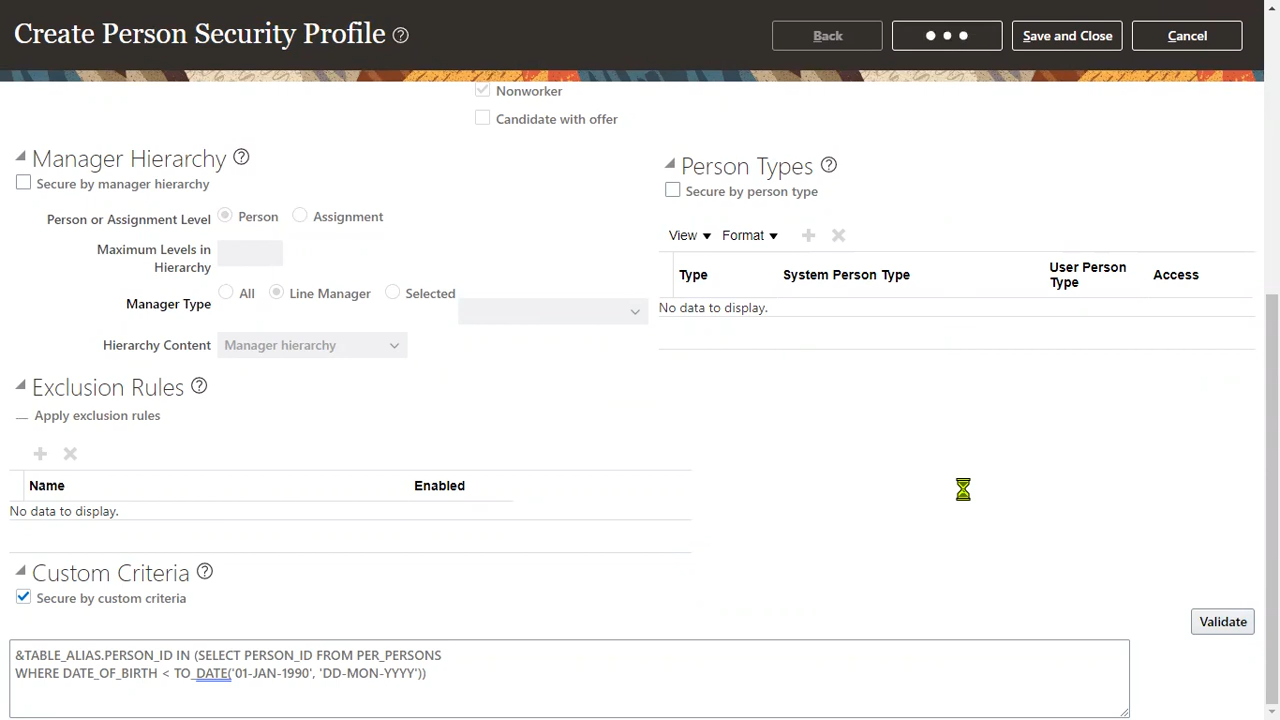 Create Person Security Profile
Back
Save and Close
Cancel
Nonworker
Candidate with offer
Manager Hierarchy
Secure by manager hierarchy
Person or Assignment Level
Person
Assignment
Maximum Levels in
Hierarchy
Manager Type
All
Line Manager
Selected
Hierarchy Content
Manager hierarchy
Person Types
Secure by person type
View
Format
Type
System Person Type
User Person
Type
Access
No data to display.
Exclusion Rules
Apply exclusion rules
Name
Enabled
No data to display.
Custom Criteria
Secure by custom criteria
Validate
&TABLE_ALIAS.PERSON_ID IN (SELECT PERSON_ID FROM PER_PERSONS
WHERE DATE_OF_BIRTH < TO_DATE('01-JAN-1990', 'DD-MON-YYYY'))